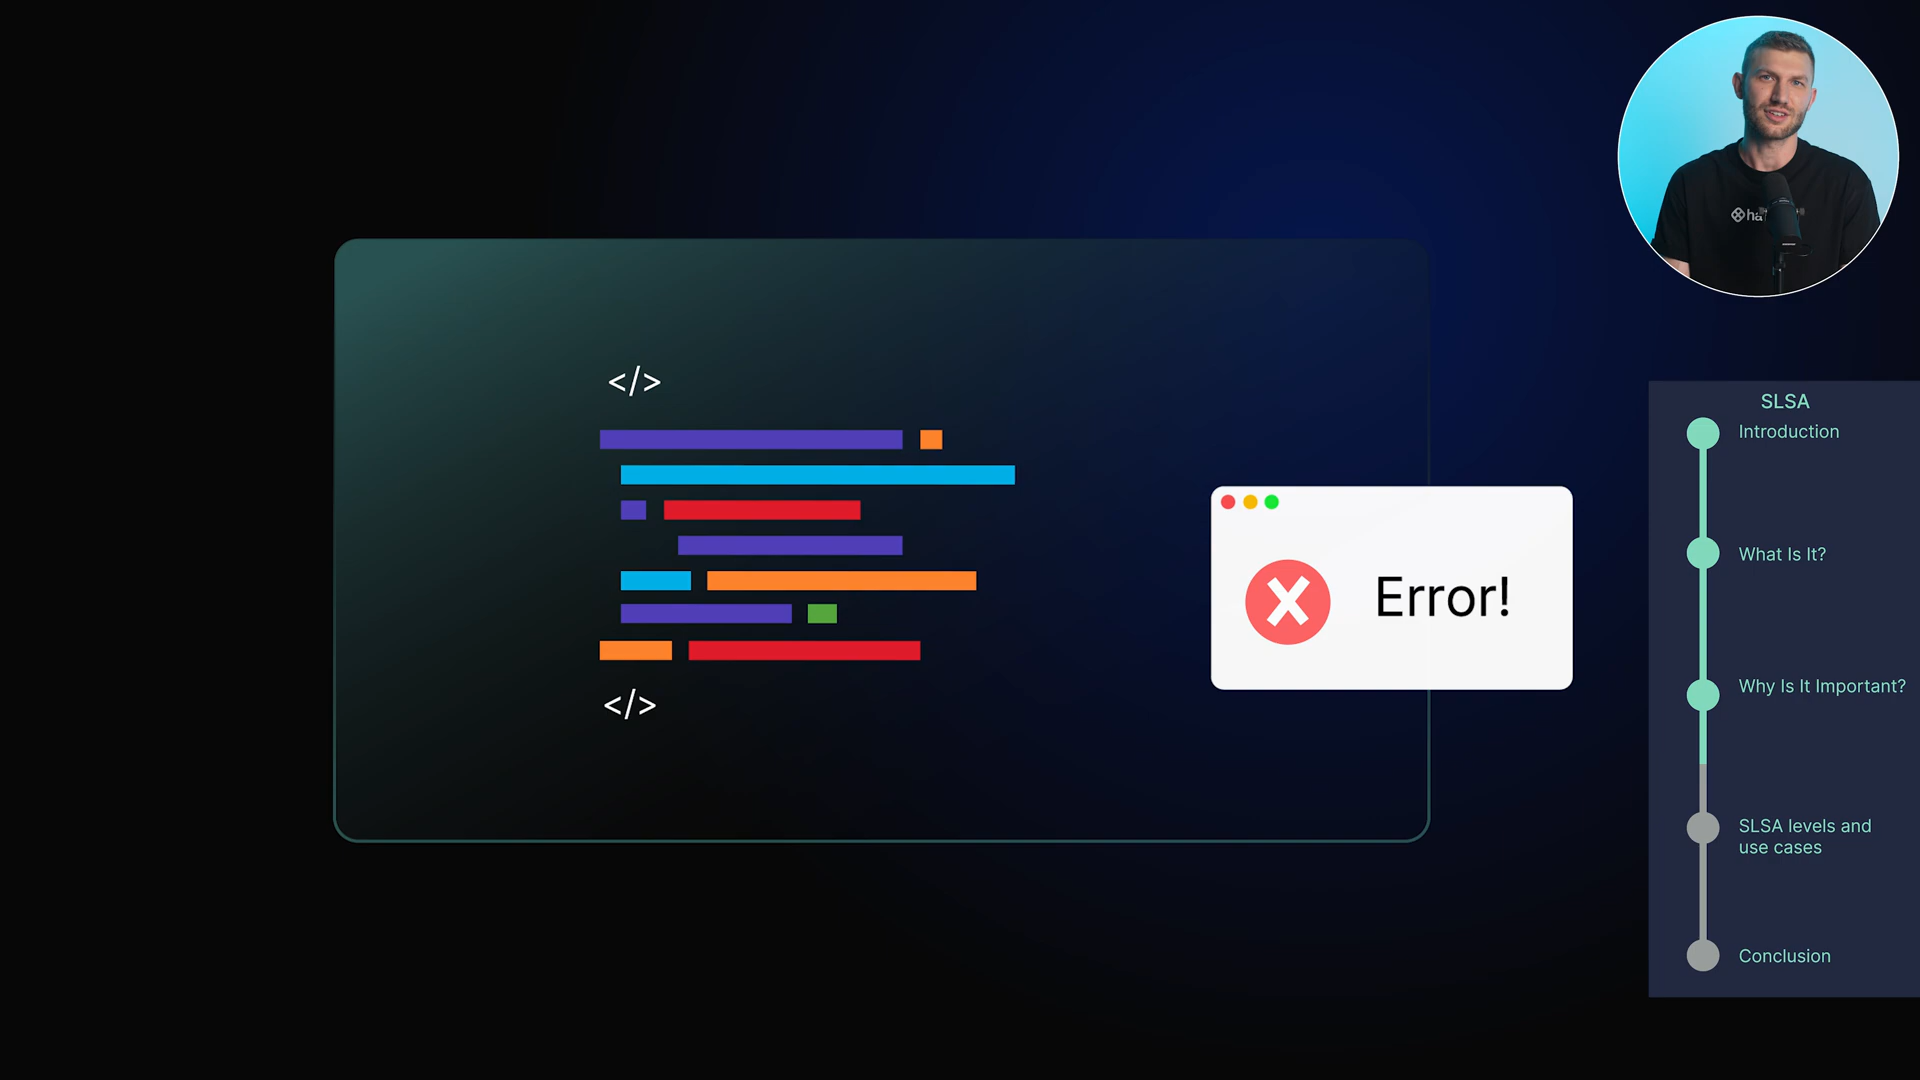 </>
</>
Error!
SLSA
Introduction
What Is It?
Why Is It Important?
SLSA levels and
use cases
Conclusion